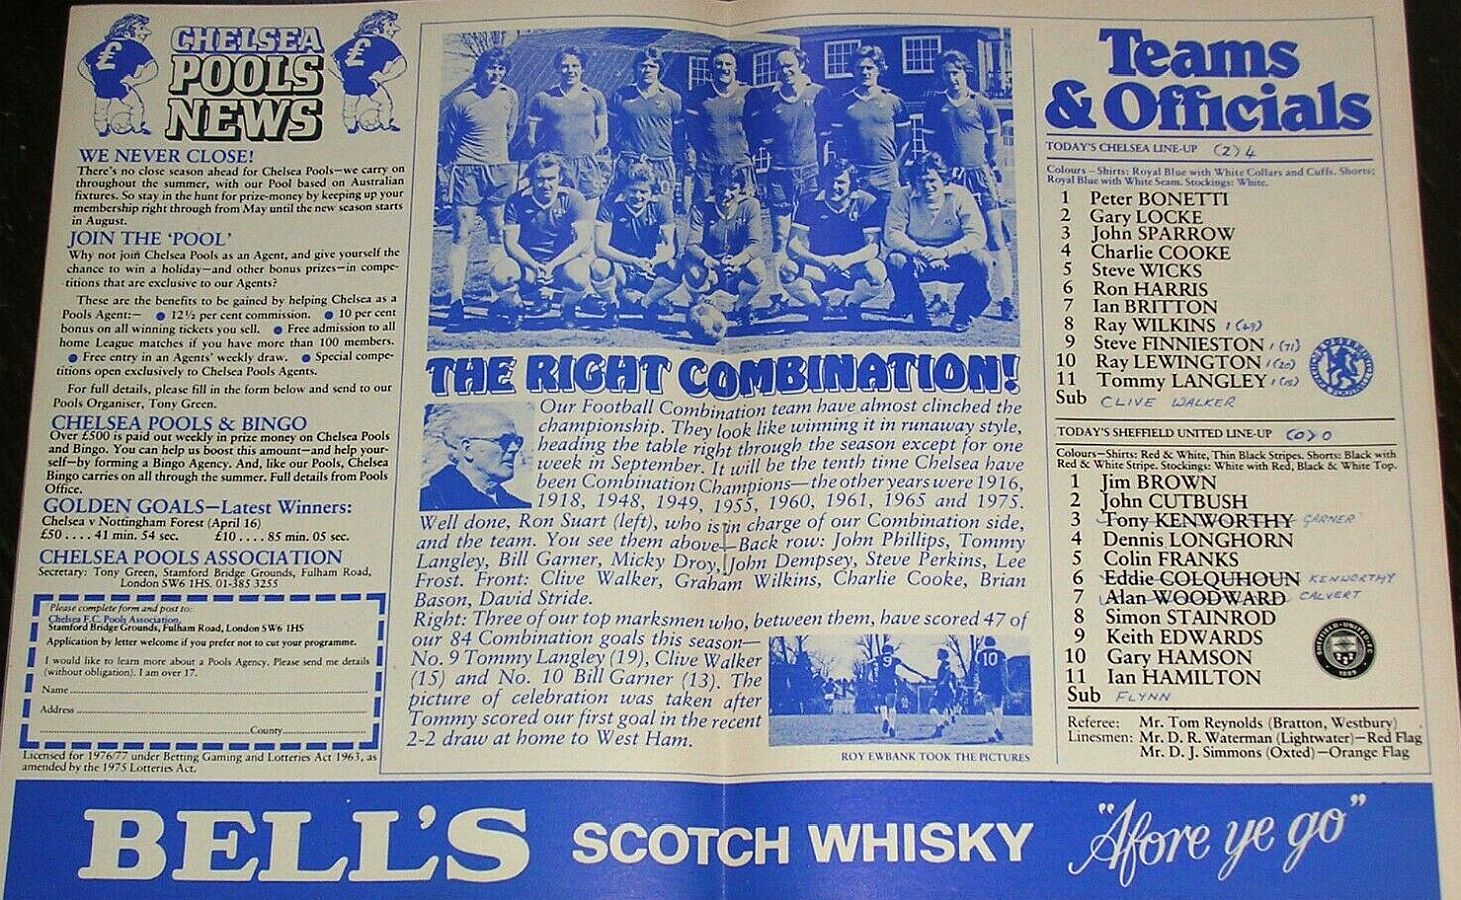 £
£
CHELSEA
POOLS
NEWS
WE NEVER CLOSE!
There's no close season ahead for Chelsea Pools—we carry on
throughout the summer, with our Pool based on Australian
fixtures. So stay in the hunt for prize-money by keeping up your
membership right through from May until the new season starts
in August.
JOIN THE 'POOL'
Why not join Chelsea Pools as an Agent, and give yourself the
chance to win a holiday—and other bonus prizes—in compe-
titions that are exclusive to our Agents?
These are the benefits to be gained by helping Chelsea as a
Pools Agent:— ● 12½ per cent commission. ● 10 per cent
bonus on all winning tickets you sell. ● Free admission to all
home League matches if you have more than 100 members.
● Free entry in an Agents' weekly draw. ● Special compe-
titions open exclusively to Chelsea Pools Agents.
For full details, please fill in the form below and send to our
Pools Organiser, Tony Green.
CHELSEA POOLS & BINGO
Over £500 is paid out weekly in prize money on Chelsea Pools
and Bingo. You can help us boost this amount—and help your-
self—by forming a Bingo Agency. And, like our Pools, Chelsea
Bingo carries on all through the summer. Full details from Pools
Office.
GOLDEN GOALS—Latest Winners:
Chelsea v Nottingham Forest (April 16)
£50 .... 41 min. 54 sec. £10 .... 85 min. 05 sec.
CHELSEA POOLS ASSOCIATION
Secretary: Tony Green, Stamford Bridge Grounds, Fulham Road,
London SW6 1HS. 01-385 3255
Please complete form and post to:
Chelsea F.C. Pools Association,
Stamford Bridge Grounds, Fulham Road, London SW6 1HS
Application by letter welcome if you prefer not to cut your programme.
I would like to learn more about a Pools Agency. Please send me details
(without obligation). I am over 17.
Name
Address
County
Licensed for 1976/77 under Betting Gaming and Lotteries Act 1963, as
amended by the 1975 Lotteries Act.
THE RIGHT COMBINATION!
Our Football Combination team have almost clinched the
championship. They look like winning it in runaway style,
heading the table right through the season except for one
week in September. It will be the tenth time Chelsea have
been Combination Champions—the other years were 1916,
1918, 1948, 1949, 1955, 1960, 1961, 1965 and 1975.
Well done, Ron Suart (left), who is in charge of our Combination side,
and the team. You see them above—Back row: John Phillips, Tommy
Langley, Bill Garner, Micky Droy, John Dempsey, Steve Perkins, Lee
Frost. Front: Clive Walker, Graham Wilkins, Charlie Cooke, Brian
Bason, David Stride.
Right: Three of our top marksmen who, between them, have scored 47 of
our 84 Combination goals this season—
No. 9 Tommy Langley (19), Clive Walker
(15) and No. 10 Bill Garner (13). The
picture of celebration was taken after
Tommy scored our first goal in the recent
2-2 draw at home to West Ham.
9
10
ROY EWBANK TOOK THE PICTURES
Teams
& Officials
TODAY'S CHELSEA LINE-UP (2) 4
Colours—Shirts: Royal Blue with White Collars and Cuffs. Shorts:
Royal Blue with White Seam. Stockings: White.
1 Peter BONETTI
2 Gary LOCKE
3 John SPARROW
4 Charlie COOKE
5 Steve WICKS
6 Ron HARRIS
7 Ian BRITTON
8 Ray WILKINS 1 (49)
9 Steve FINNIESTON 1 (71)
10 Ray LEWINGTON 1 (20)
11 Tommy LANGLEY 1 (15)
Sub CLIVE WALKER
TODAY'S SHEFFIELD UNITED LINE-UP (0) 0
Colours—Shirts: Red & White, Thin Black Stripes. Shorts: Black with
Red & White Stripe. Stockings: White with Red, Black & White Top.
1 Jim BROWN
2 John CUTBUSH
3 Tony KENWORTHY GARNER
4 Dennis LONGHORN
5 Colin FRANKS
6 Eddie COLQUHOUN KENWORTHY
7 Alan WOODWARD CALVERT
8 Simon STAINROD
9 Keith EDWARDS
10 Gary HAMSON
11 Ian HAMILTON
Sub FLYNN
Referee: Mr. Tom Reynolds (Bratton, Westbury)
Linesmen: Mr. D. R. Waterman (Lightwater)—Red Flag
Mr. D. J. Simmons (Oxted)—Orange Flag
BELL'S SCOTCH WHISKY "Afore ye go"